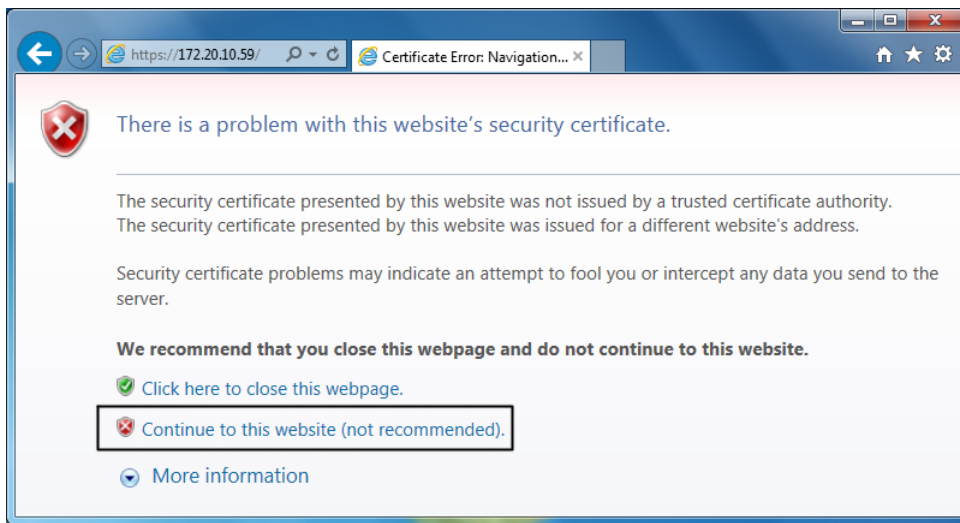 https://172.20.10.59/
Certificate Error: Navigation...
There is a problem with this website's security certificate.
The security certificate presented by this website was not issued by a trusted certificate authority.
The security certificate presented by this website was issued for a different website's address.
Security certificate problems may indicate an attempt to fool you or intercept any data you send to the
server.
We recommend that you close this webpage and do not continue to this website.
Click here to close this webpage.
Continue to this website (not recommended).
More information